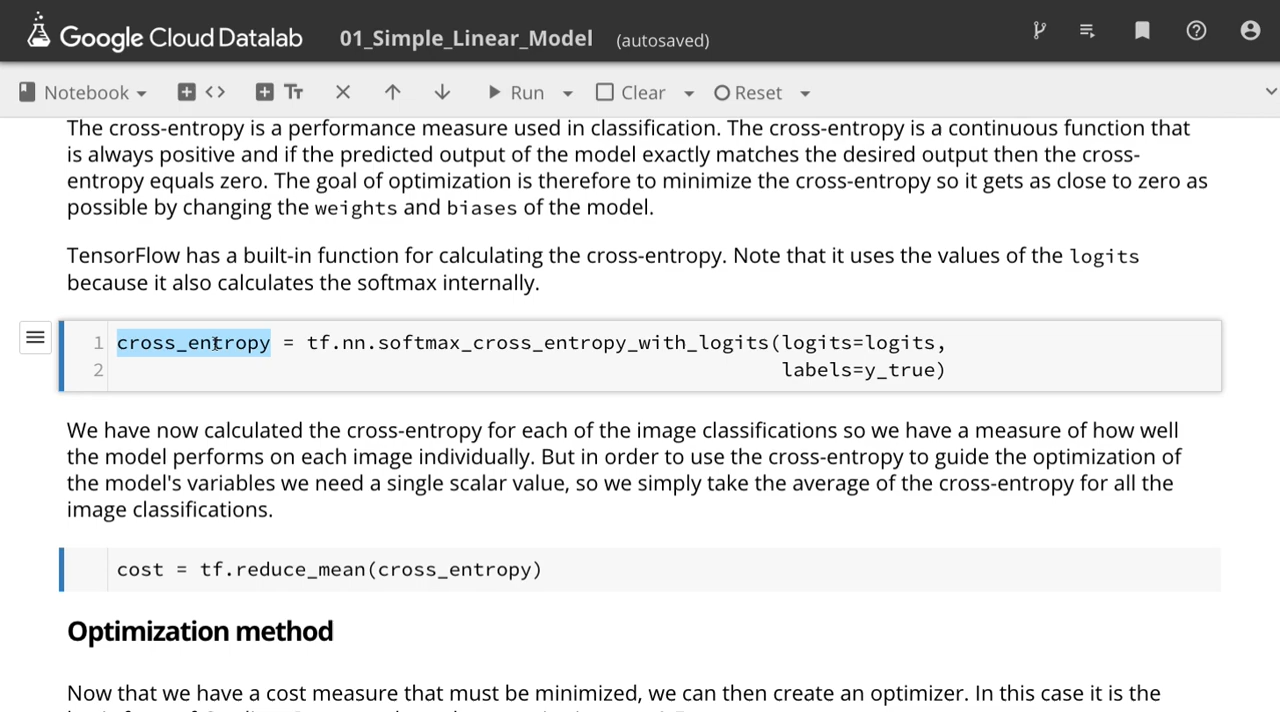 Google Cloud Datalab 01_Simple_Linear_Model (autosaved)
Notebook Run Clear Reset
The cross-entropy is a performance measure used in classification. The cross-entropy is a continuous function that
is always positive and if the predicted output of the model exactly matches the desired output then the cross-
entropy equals zero. The goal of optimization is therefore to minimize the cross-entropy so it gets as close to zero as
possible by changing the weights and biases of the model.
TensorFlow has a built-in function for calculating the cross-entropy. Note that it uses the values of the logits
because it also calculates the softmax internally.
1 cross_entropy = tf.nn.softmax_cross_entropy_with_logits(logits=logits,
2 labels=y_true)
We have now calculated the cross-entropy for each of the image classifications so we have a measure of how well
the model performs on each image individually. But in order to use the cross-entropy to guide the optimization of
the model's variables we need a single scalar value, so we simply take the average of the cross-entropy for all the
image classifications.
cost = tf.reduce_mean(cross_entropy)
Optimization method
Now that we have a cost measure that must be minimized, we can then create an optimizer. In this case it is the